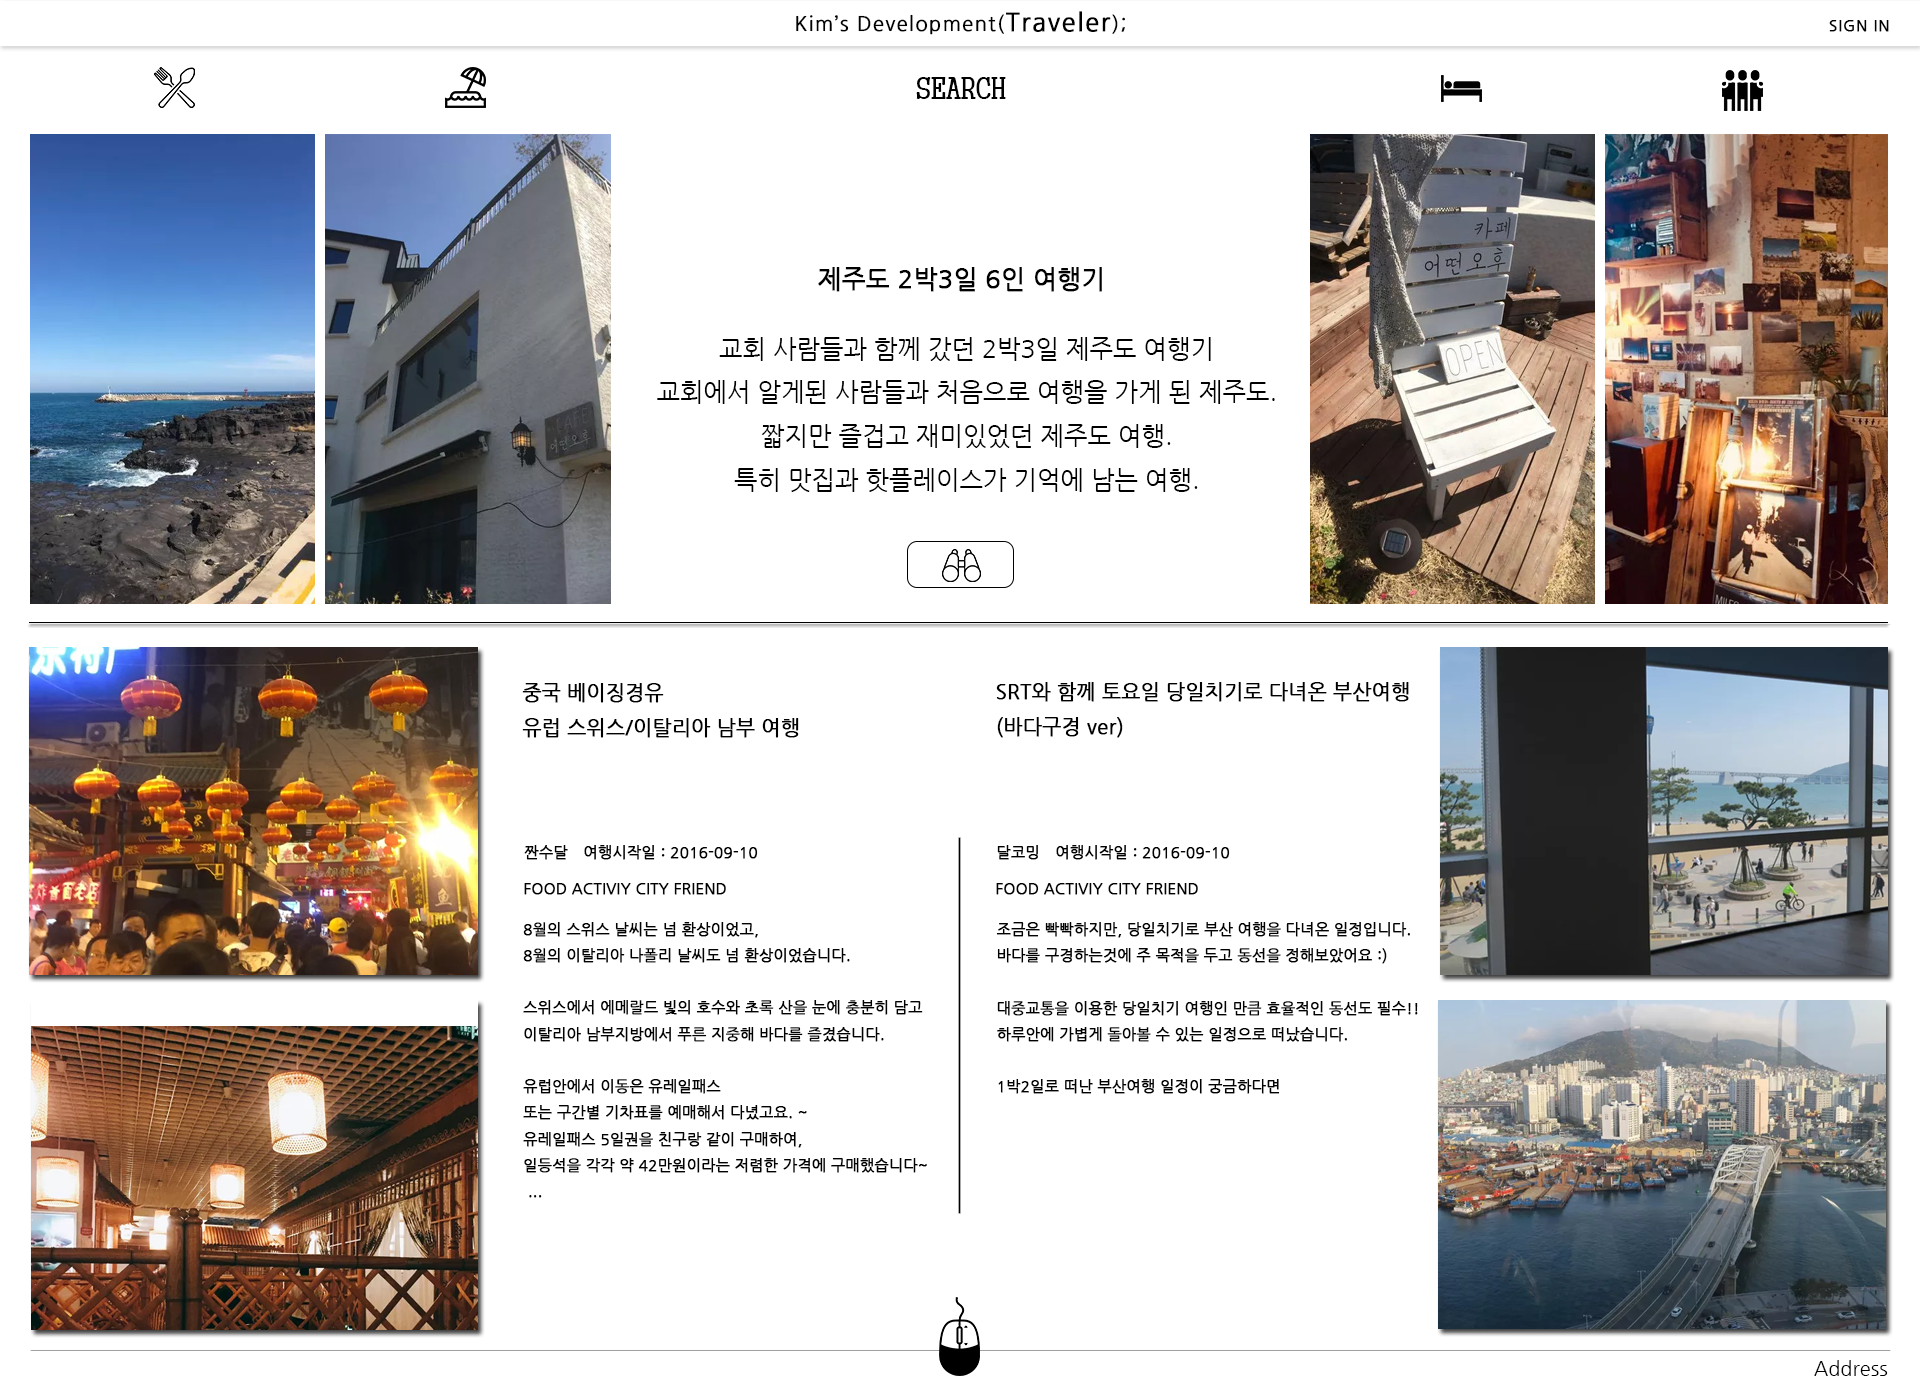 Kim's Development(Traveler);
SIGN IN
SEARCH
카페
어떤오후
OPEN
CAFE
어떤오후
제주도 2박3일 6인 여행기
교회 사람들과 함께 갔던 2박3일 제주도 여행기
교회에서 알게된 사람들과 처음으로 여행을 가게 된 제주도.
짧지만 즐겁고 재미있었던 제주도 여행.
특히 맛집과 핫플레이스가 기억에 남는 여행.
중국 베이징경유
유럽 스위스/이탈리아 남부 여행
짠수달 여행시작일 : 2016-09-10
FOOD ACTIVIY CITY FRIEND
8월의 스위스 날씨는 넘 환상이었고,
8월의 이탈리아 나폴리 날씨도 넘 환상이었습니다.
스위스에서 에메랄드 빛의 호수와 초록 산을 눈에 충분히 담고
이탈리아 남부지방에서 푸른 지중해 바다를 즐겼습니다.
유럽안에서 이동은 유레일패스
또는 구간별 기차표를 예매해서 다녔고요. ~
유레일패스 5일권을 친구랑 같이 구매하여,
일등석을 각각 약 42만원이라는 저렴한 가격에 구매했습니다~
...
SRT와 함께 토요일 당일치기로 다녀온 부산여행
(바다구경 ver)
달코밍 여행시작일 : 2016-09-10
FOOD ACTIVIY CITY FRIEND
조금은 빡빡하지만, 당일치기로 부산 여행을 다녀온 일정입니다.
바다를 구경하는것에 주 목적을 두고 동선을 정해보았어요 :)
대중교통을 이용한 당일치기 여행인 만큼 효율적인 동선도 필수!!
하루안에 가볍게 돌아볼 수 있는 일정으로 떠났습니다.
1박2일로 떠난 부산여행 일정이 궁금하다면
Address